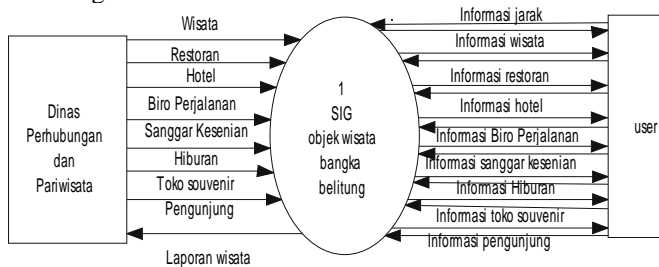 Wisata
Restoran
Hotel
Biro Perjalanan
Sanggar Kesenian
Hiburan
Toko souvenir
Pengunjung
Laporan wisata
Dinas
Perhubungan
dan
Pariwisata
1
SIG
objek wisata
bangka
belitung
Informasi jarak
Informasi wisata
Informasi restoran
Informasi hotel
Informasi Biro Perjalanan
Informasi sanggar kesenian
Informasi Hiburan
Informasi toko souvenir
Informasi pengunjung
user